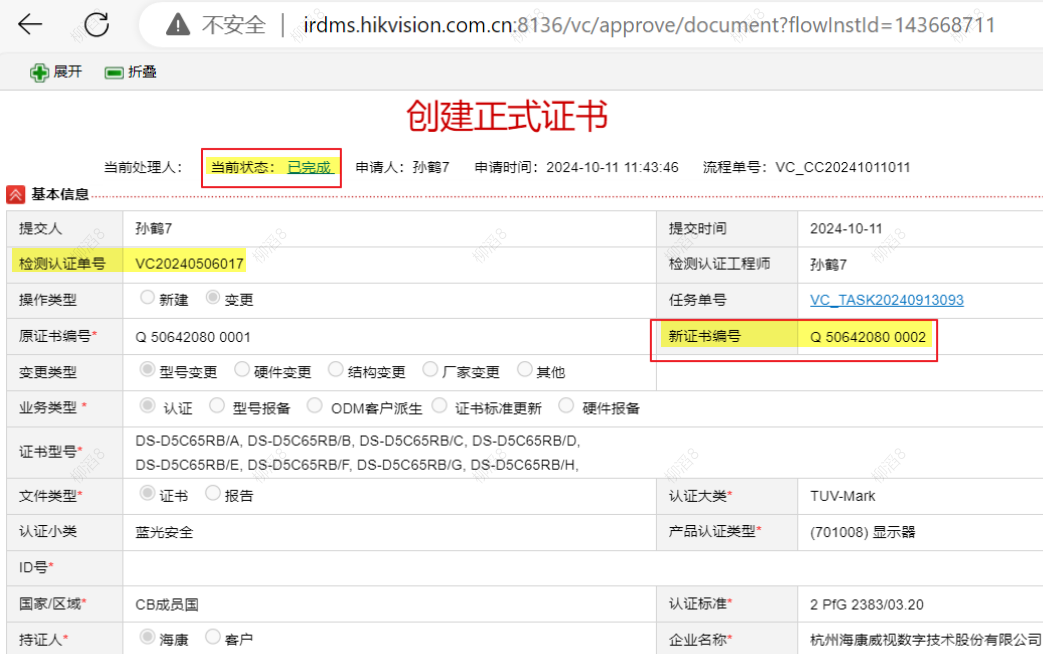 不安全 | irdms.hikvision.com.cn:8136/vc/approve/document?flowInstId=143668711
展开 折叠
创建正式证书
当前处理人： 当前状态： 已完成 申请人：孙鹤7 申请时间：2024-10-11 11:43:46 流程单号：VC_CC20241011011
基本信息
提交人 孙鹤7 提交时间 2024-10-11
检测认证单号 VC20240506017 检测认证工程师 孙鹤7
操作类型 新建 变更 任务单号 VC_TASK20240913093
原证书编号* Q 50642080 0001 新证书编号 Q 50642080 0002
变更类型 型号变更 硬件变更 结构变更 厂家变更 其他
业务类型 * 认证 型号报备 ODM客户派生 证书标准更新 硬件报备
证书型号* DS-D5C65RB/A, DS-D5C65RB/B, DS-D5C65RB/C, DS-D5C65RB/D,
DS-D5C65RB/E, DS-D5C65RB/F, DS-D5C65RB/G, DS-D5C65RB/H,
文件类型* 证书 报告 认证大类* TUV-Mark
认证小类 蓝光安全 产品认证类型* (701008) 显示器
ID号*
国家/区域* CB成员国 认证标准* 2 PfG 2383/03.20
持证人* 海康 客户 企业名称* 杭州海康威视数字技术股份有限公司